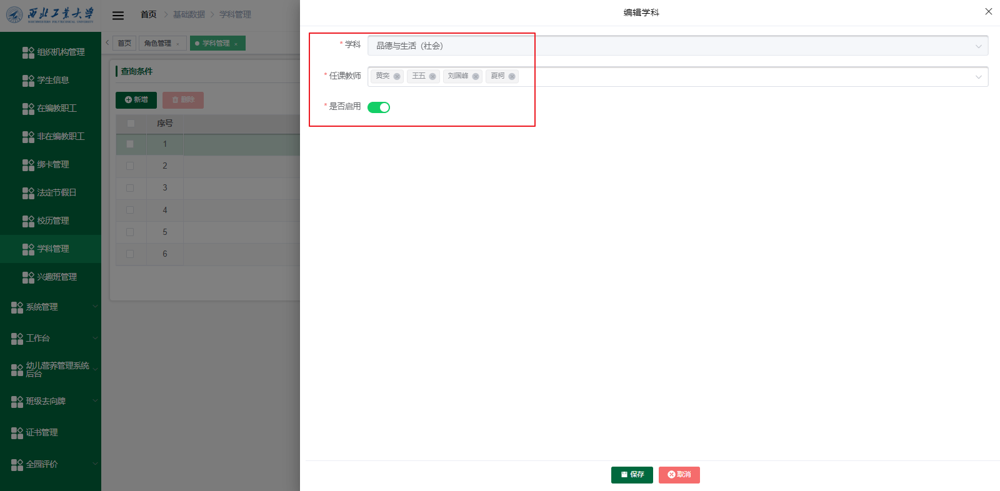 西北工业大学
NORTHWESTERN POLYTECHNICAL UNIVERSITY
首页 > 基础数据 > 学科管理
首页
角色管理 ×
学科管理 ×
组织机构管理
学生信息
在编教职工
非在编教职工
绑卡管理
法定节假日
校历管理
学科管理
兴趣班管理
系统管理
工作台
幼儿营养管理系统
后台
班级去向牌
证书管理
全园评价
查询条件
新增
删除
序号
1
2
3
4
5
6
编辑学科
* 学科
品德与生活（社会）
* 任课教师
黄奕
王五
刘国峰
夏柯
* 是否启用
保存
取消